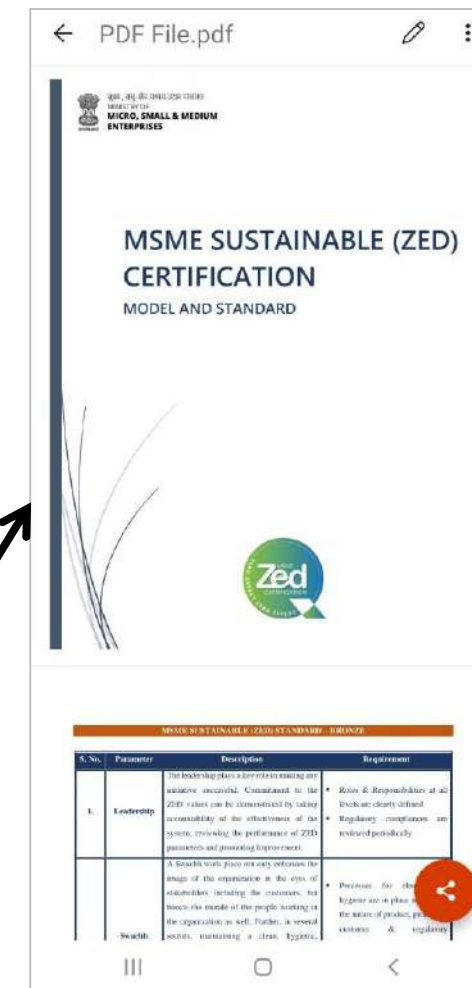 PDF File.pdf
MINISTRY OF
MICRO, SMALL & MEDIUM
ENTERPRISES
MSME SUSTAINABLE (ZED)
CERTIFICATION
MODEL AND STANDARD
Zed
CERTIFICATION
MSME SUSTAINABLE (ZED) STANDARD - BRONZE
S. No. Parameter Description Requirement
The leadership plays a key role in making any
initiative successful. Commitment to the
ZED values can be demonstrated by taking
accountability of the effectiveness of the
system, reviewing the performance of ZED
parameters and promoting improvement.
1. Leadership
• Roles & Responsibilities at all
levels are clearly defined
• Regulatory compliances are
reviewed periodically
A Swachh work place not only enhances the
image of the organization in the eyes of
stakeholders including the customers, but
boosts the morale of the people working in
the organization as well. Further, in several
sectors, maintaining a clean, hygienic,
Swachh
• Processes for
hygiene are in place
the nature of product,
customer & regulatory